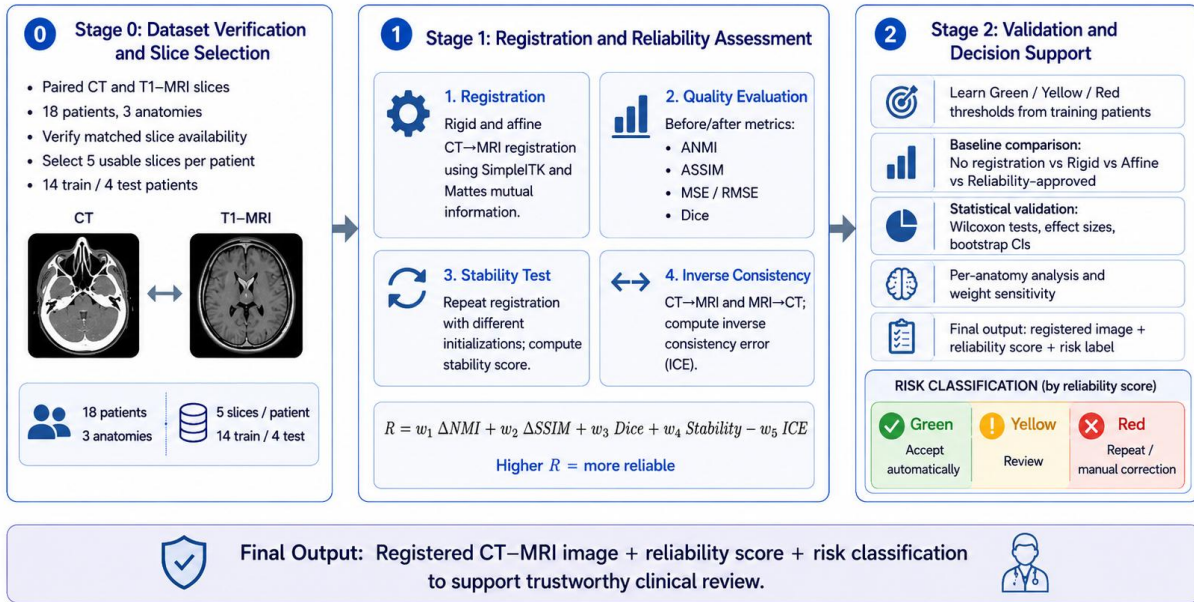 0
Stage 0: Dataset Verification
and Slice Selection
• Paired CT and T1–MRI slices
• 18 patients, 3 anatomies
• Verify matched slice availability
• Select 5 usable slices per patient
• 14 train / 4 test patients
CT
T1–MRI
18 patients
3 anatomies
5 slices / patient
14 train / 4 test
1
Stage 1: Registration and Reliability Assessment
1. Registration
Rigid and affine
CT→MRI registration
using SimpleITK and
Mattes mutual
information.
2. Quality Evaluation
Before/after metrics:
• ANMI
• ASSIM
• MSE / RMSE
• Dice
3. Stability Test
Repeat registration
with different
initializations; compute
stability score.
4. Inverse Consistency
CT→MRI and MRI→CT;
compute inverse
consistency error
(ICE).
R = w₁ ΔNMI + w₂ ΔSSIM + w₃ Dice + w₄ Stability – w₅ ICE
Higher R = more reliable
2
Stage 2: Validation and
Decision Support
Learn Green / Yellow / Red
thresholds from training patients
Baseline comparison:
No registration vs Rigid vs Affine
vs Reliability–approved
Statistical validation:
Wilcoxon tests, effect sizes,
bootstrap CIs
Per-anatomy analysis and
weight sensitivity
Final output: registered image +
reliability score + risk label
RISK CLASSIFICATION (by reliability score)
Green
Accept
automatically
Yellow
Review
Red
Repeat /
manual correction
Final Output: Registered CT–MRI image + reliability score + risk classification
to support trustworthy clinical review.